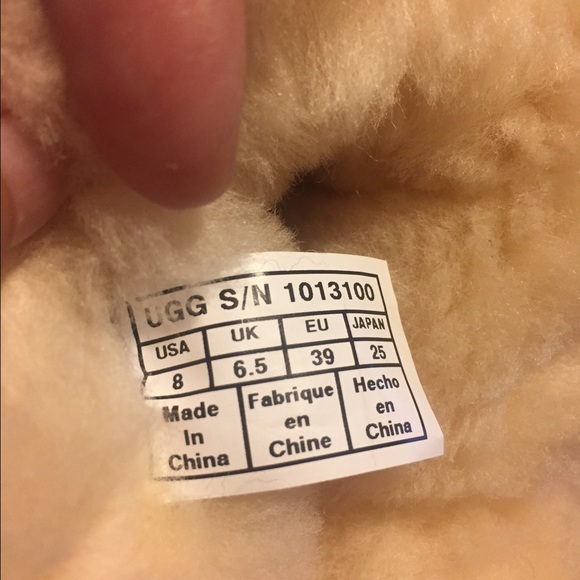 UGG S/N 1013100
USA UK EU JAPAN
8 6.5 39 25
Made In China
Fabrique en Chine
Hecho en China